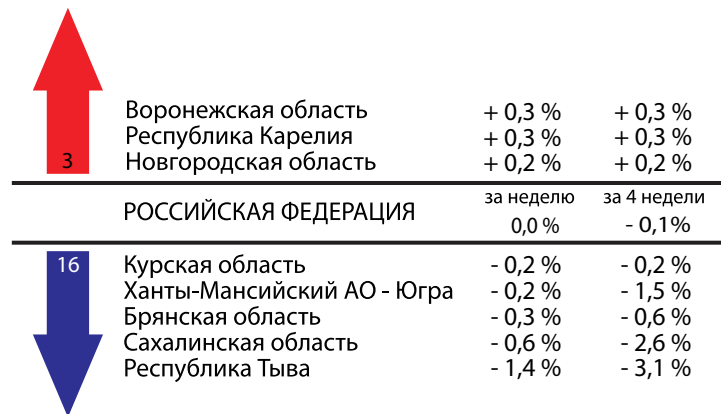 Воронежская область + 0,3 % + 0,3 %
Республика Карелия + 0,3 % + 0,3 %
3 Новгородская область + 0,2 % + 0,2 %
за неделю за 4 недели
РОССИЙСКАЯ ФЕДЕРАЦИЯ 0,0 % - 0,1%
16 Курская область - 0,2 % - 0,2 %
Ханты-Мансийский АО - Югра - 0,2 % - 1,5 %
Брянская область - 0,3 % - 0,6 %
Сахалинская область - 0,6 % - 2,6 %
Республика Тыва - 1,4 % - 3,1 %